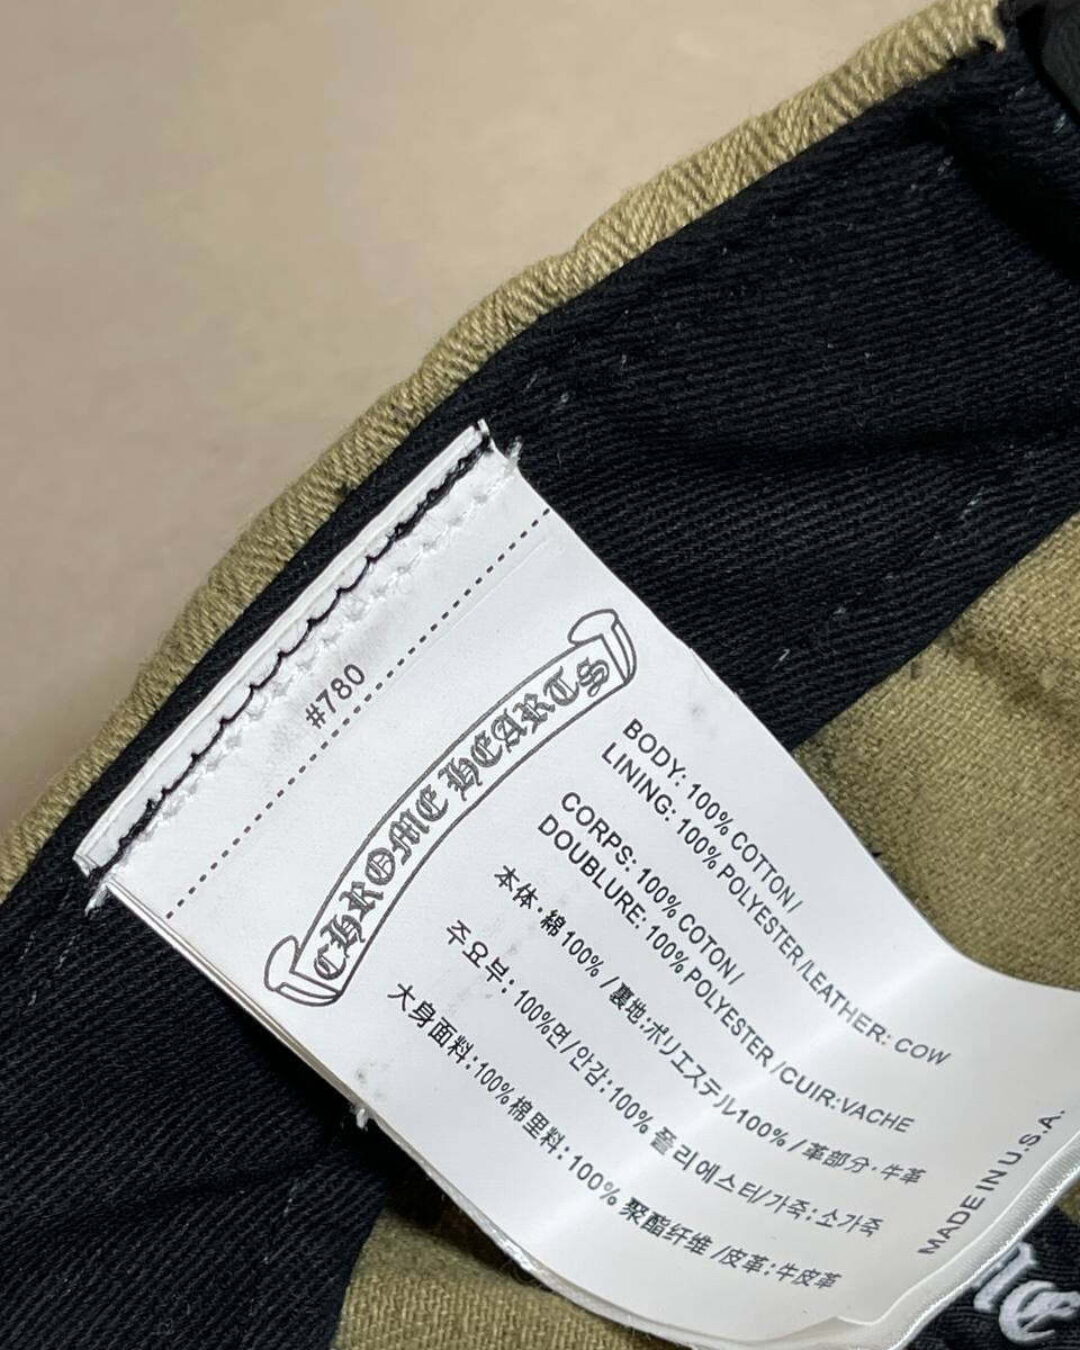 #780
CHROME HEARTS
BODY: 100% COTTON/
LINING: 100% POLYESTER/LEATHER: COW
CORPS: 100% COTON/
DOUBLURE: 100% POLYESTER /CUIR:VACHE
本体·綿100% /裏地:ポリエステル100% /革部分·牛革
주요부: 100%면/안감:100% 폴리에스터/가죽:소가죽
大身面料:100%棉里料:100% 聚酯纤维 /皮革:牛皮革
MADE IN U.S.A.